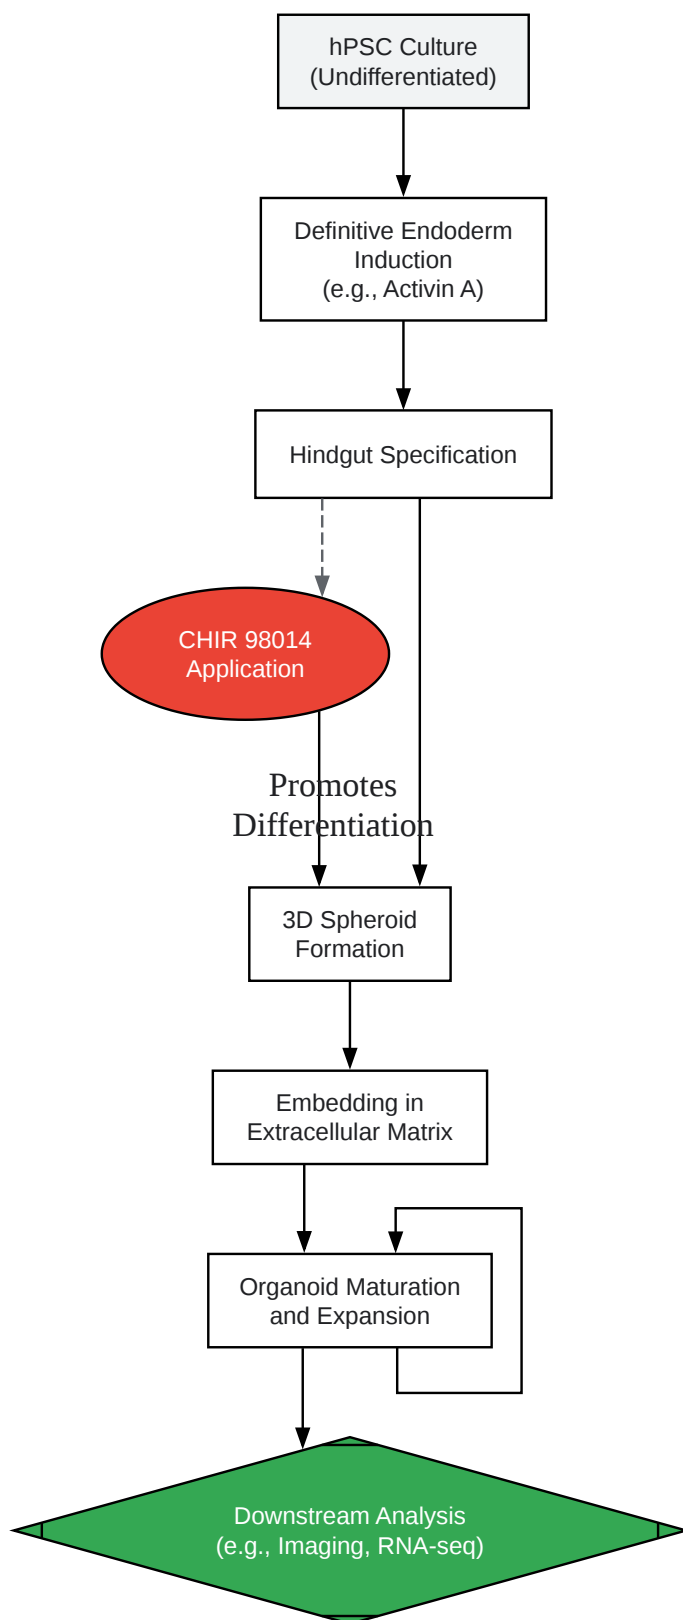 hPSC Culture
(Undifferentiated)
Definitive Endoderm
Induction
(e.g., Activin A)
Hindgut Specification
CHIR 98014
Application
Promotes
Differentiation
3D Spheroid
Formation
Embedding in
Extracellular Matrix
Organoid Maturation
and Expansion
Downstream Analysis
(e.g., Imaging, RNA-seq)